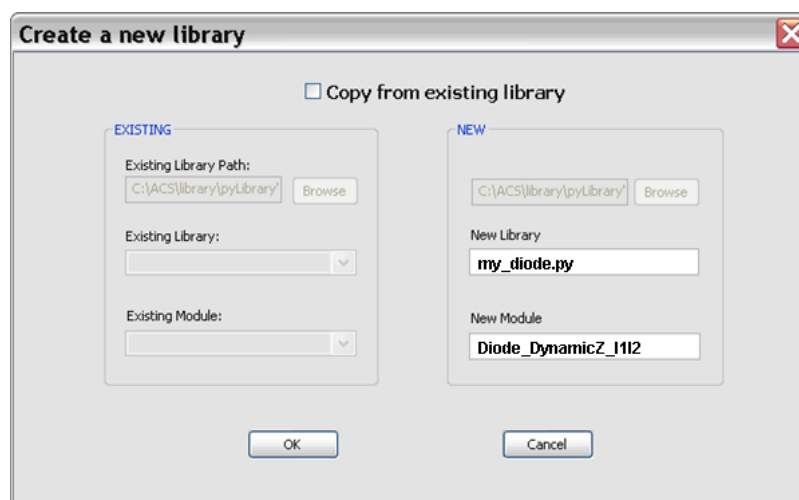 Create a new library
Copy from existing library
EXISTING
Existing Library Path:
C:\ACS\library\pyLibrary'
Browse
Existing Library:
Existing Module:
NEW
C:\ACS\library\pyLibrary'
Browse
New Library
my_diode.py
New Module
Diode_DynamicZ_I1I2
OK
Cancel